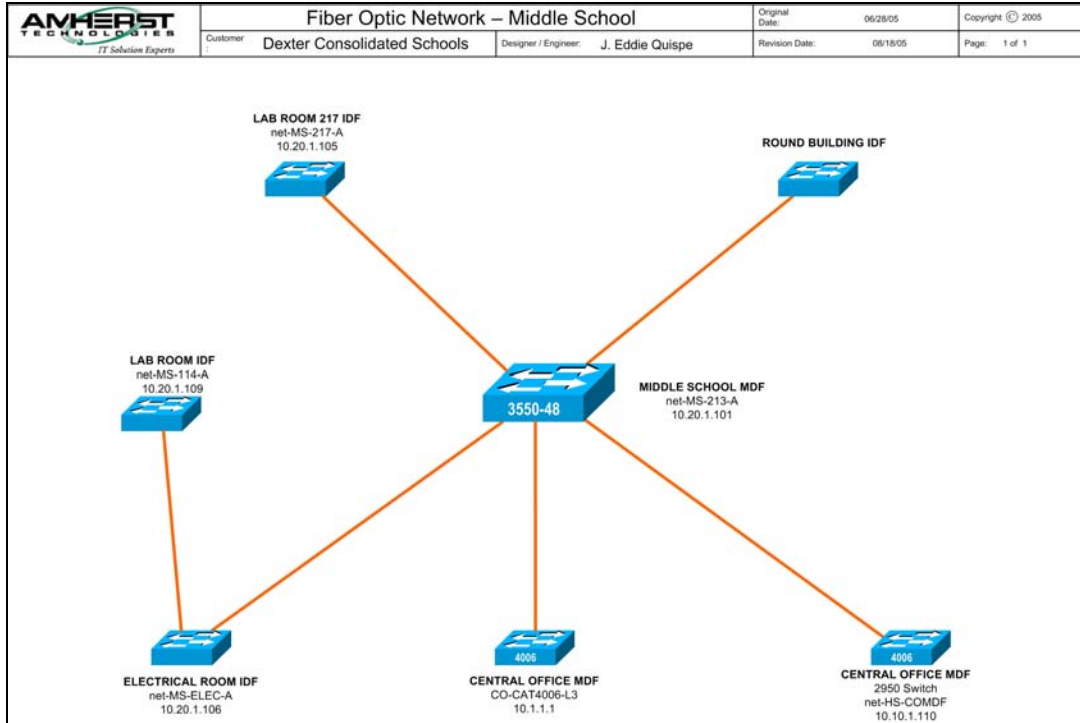 AMHERST
TECHNOLOGIES
IT Solution Experts
Fiber Optic Network – Middle School
Original Date:
06/28/05
Copyright © 2005
Customer :
Dexter Consolidated Schools
Designer / Engineer:
J. Eddie Quispe
Revision Date:
08/18/05
Page: 1 of 1
LAB ROOM 217 IDF
net-MS-217-A
10.20.1.105
ROUND BUILDING IDF
LAB ROOM IDF
net-MS-114-A
10.20.1.109
3550-48
MIDDLE SCHOOL MDF
net-MS-213-A
10.20.1.101
ELECTRICAL ROOM IDF
net-MS-ELEC-A
10.20.1.106
4006
CENTRAL OFFICE MDF
CO-CAT4006-L3
10.1.1.1
4006
CENTRAL OFFICE MDF
2950 Switch
net-HS-COMDF
10.10.1.110